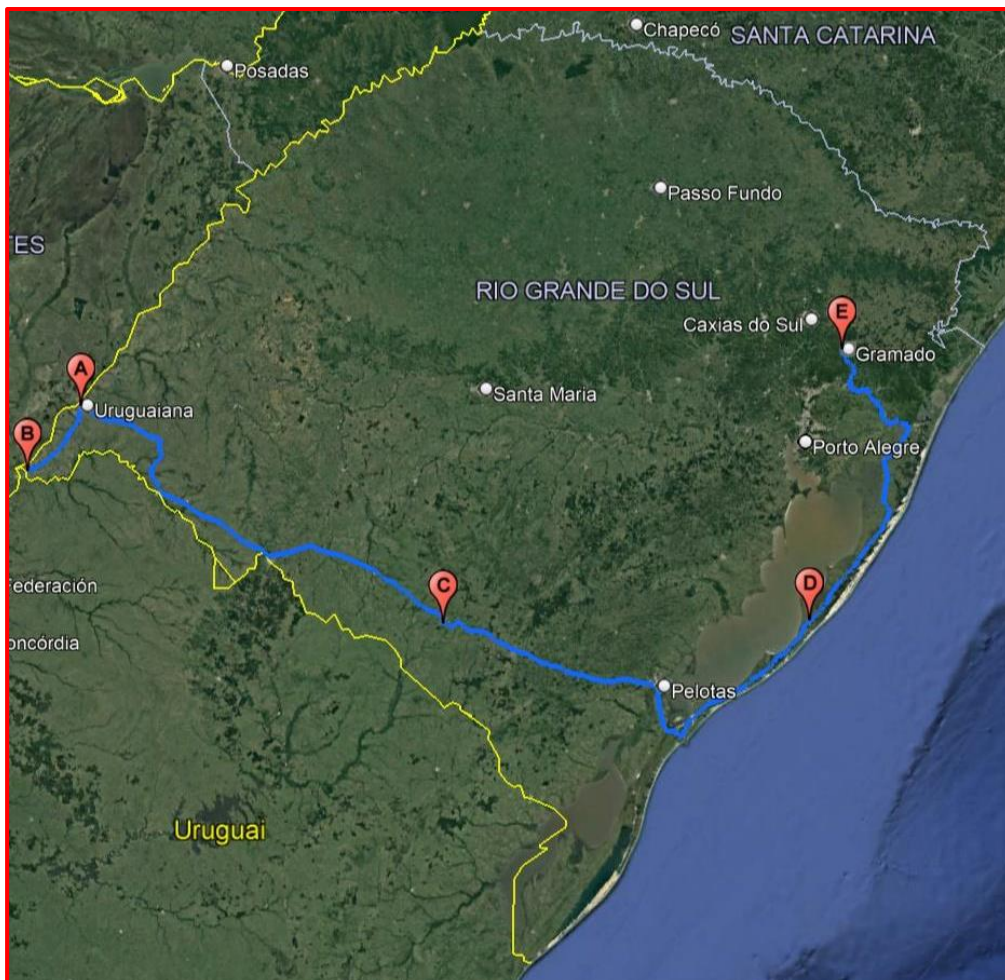 Chapecó
SANTA CATARINA
Posadas
Passo Fundo
TES
RIO GRANDE DO SUL
Caxias do Sul
E
Gramado
A
Uruguaiana
Santa Maria
B
Porto Alegre
Federación
C
D
oncórdia
Pelotas
Uruguai